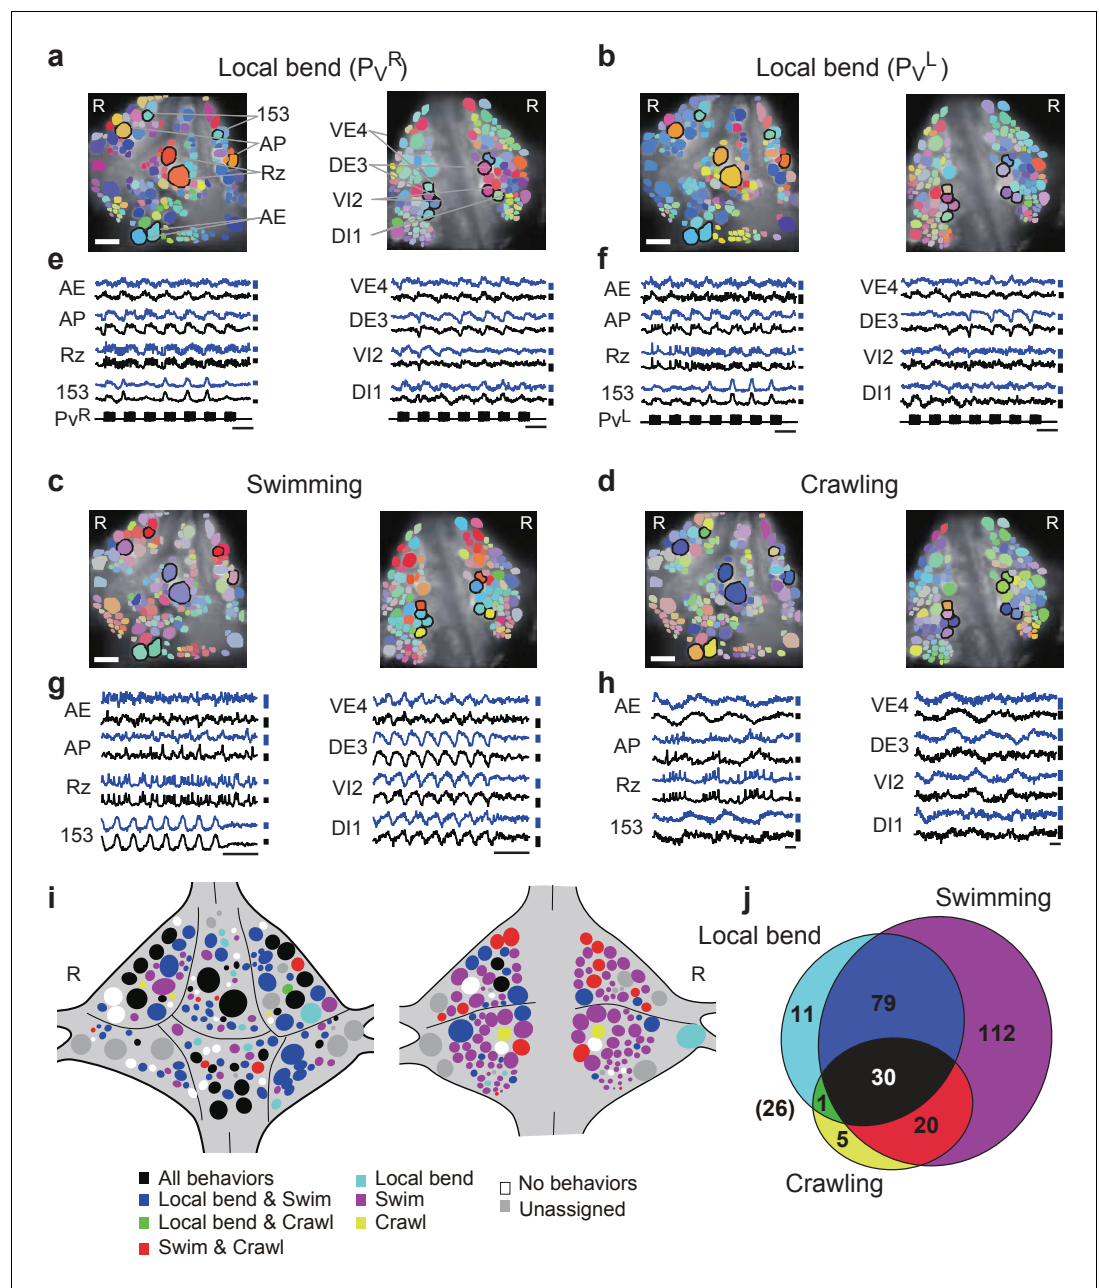 a
Local bend (PVR)
b
Local bend (PVL)
R
153
AP
Rz
AE
VE4
DE3
VI2
DI1
R
R
R
e
AE
AP
Rz
153
PVR
VE4
DE3
VI2
DI1
f
AE
AP
Rz
153
PVL
VE4
DE3
VI2
DI1
c
Swimming
d
Crawling
R
R
R
R
g
AE
AP
Rz
153
VE4
DE3
VI2
DI1
h
AE
AP
Rz
153
VE4
DE3
VI2
DI1
i
R
R
j
Swimming
Local bend
11
79
112
30
(26)
1
5
20
Crawling
All behaviors
Local bend & Swim
Local bend & Crawl
Swim & Crawl
Local bend
Swim
Crawl
No behaviors
Unassigned